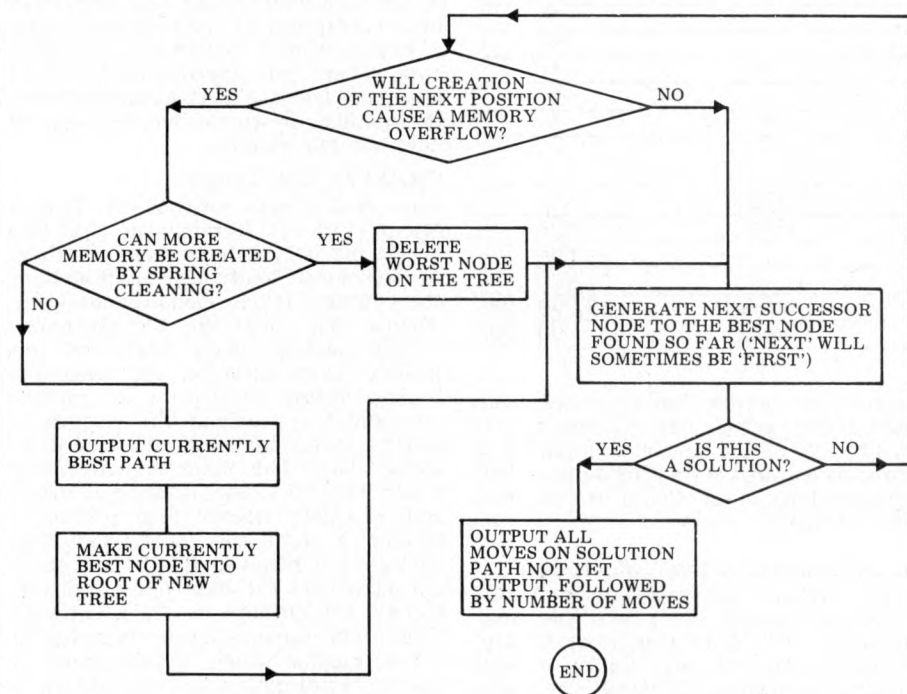 WILL CREATION
OF THE NEXT POSITION
CAUSE A MEMORY
OVERFLOW?
YES
NO
CAN MORE
MEMORY BE CREATED
BY SPRING
CLEANING?
YES
NO
DELETE
WORST NODE
ON THE TREE
GENERATE NEXT SUCCESSOR
NODE TO THE BEST NODE
FOUND SO FAR (‘NEXT’ WILL
SOMETIMES BE ‘FIRST’)
OUTPUT CURRENTLY
BEST PATH
YES
IS THIS
A SOLUTION?
NO
MAKE CURRENTLY
BEST NODE INTO
ROOT OF NEW
TREE
OUTPUT ALL
MOVES ON SOLUTION
PATH NOT YET
OUTPUT, FOLLOWED
BY NUMBER OF MOVES
END